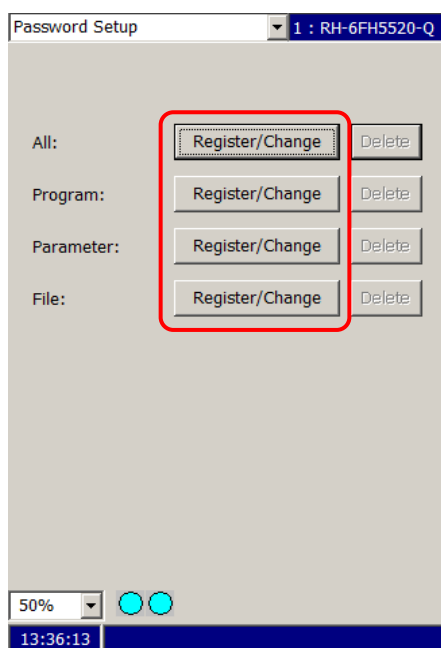 Password Setup 1 : RH-6FH5520-Q
All: Register/Change Delete
Program: Register/Change Delete
Parameter: Register/Change Delete
File: Register/Change Delete
50%
13:36:13